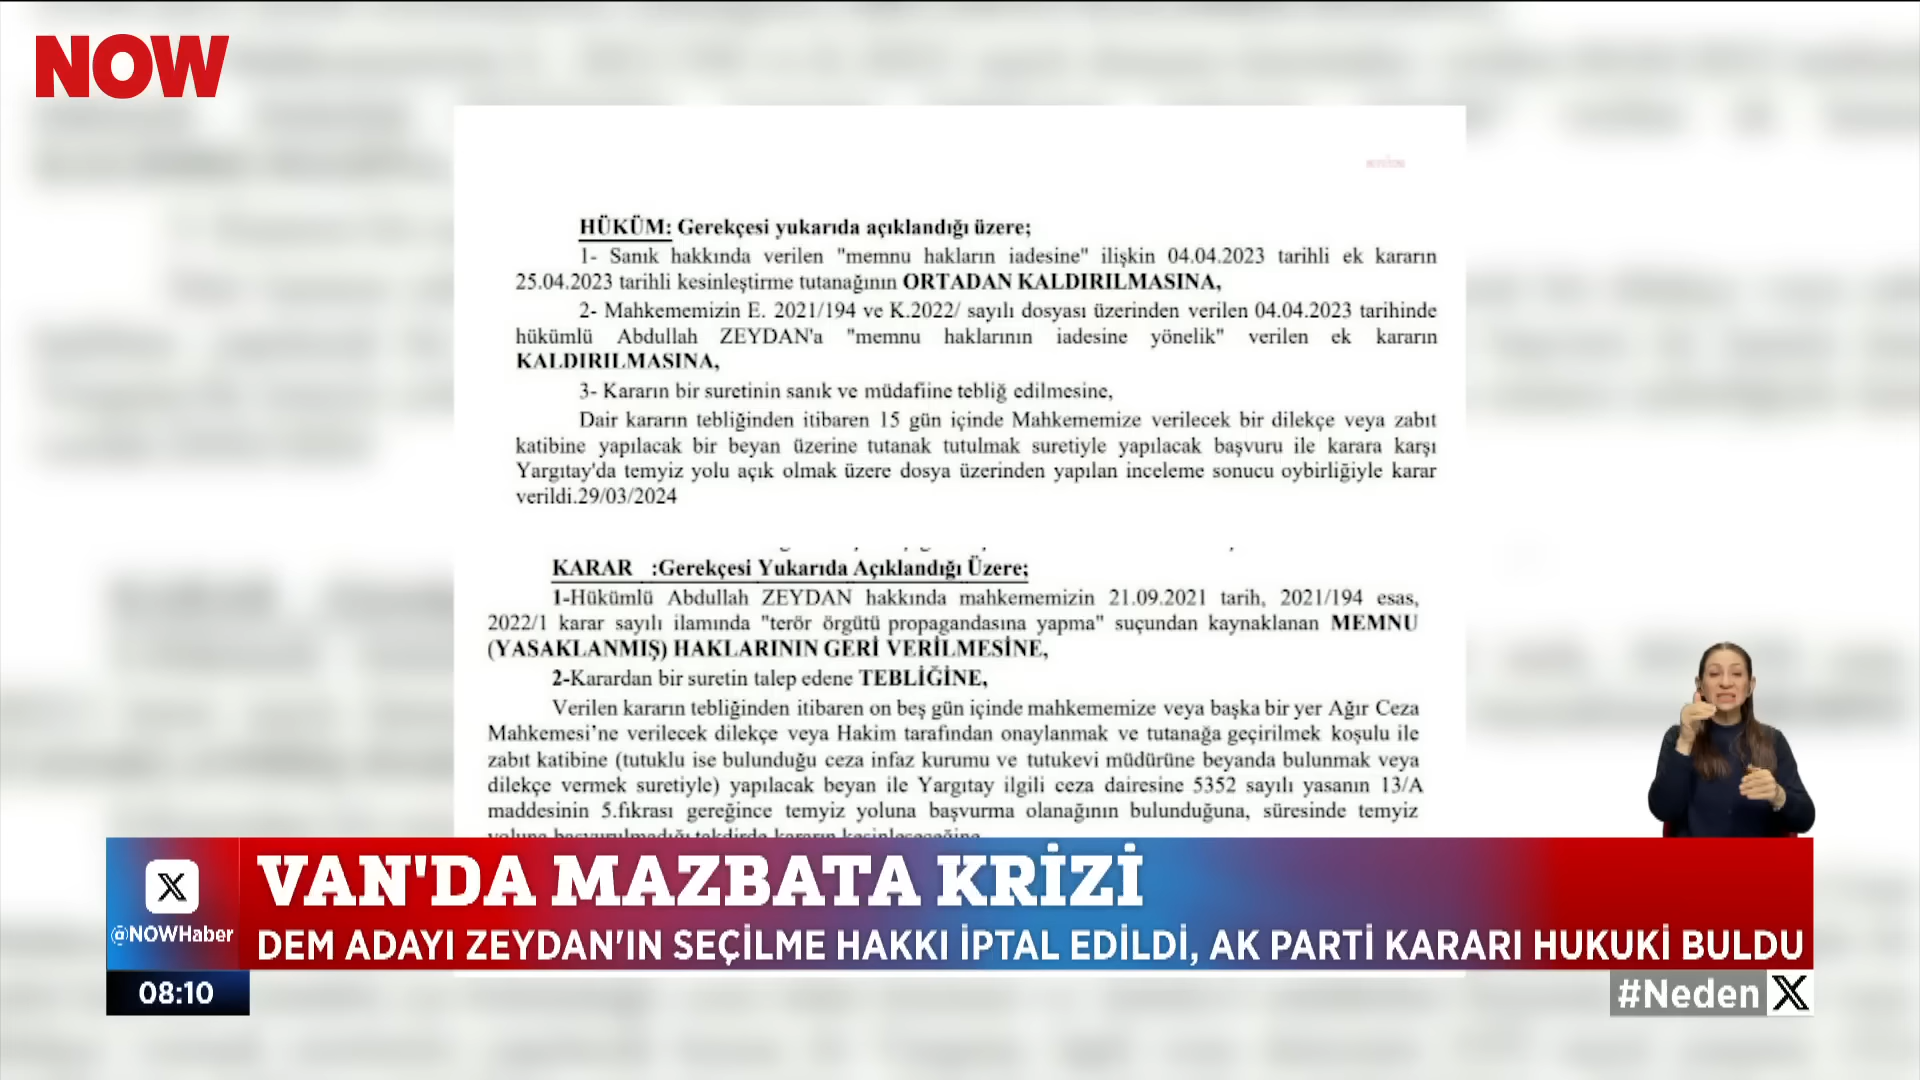 NOW
HÜKÜM: Gerekçesi yukarıda açıklandığı üzere;
1- Sanık hakkında verilen "memnu hakların iadesine" ilişkin 04.04.2023 tarihli ek kararın
25.04.2023 tarihli kesinleştirme tutanağının ORTADAN KALDIRILMASINA,
2- Mahkememizin E. 2021/194 ve K.2022/ sayılı dosyası üzerinden verilen 04.04.2023 tarihinde
hükümlü Abdullah ZEYDAN'a "memnu haklarının iadesine yönelik" verilen ek kararın
KALDIRILMASINA,
3- Kararın bir suretinin sanık ve müdafiine tebliğ edilmesine,
Dair kararın tebliğinden itibaren 15 gün içinde Mahkememize verilecek bir dilekçe veya zabıt
katibine yapılacak bir beyan üzerine tutanak tutulmak suretiyle yapılacak başvuru ile karara karşı
Yargıtay'da temyiz yolu açık olmak üzere dosya üzerinden yapılan inceleme sonucu oybirliğiyle karar
verildi.29/03/2024
KARAR :Gerekçesi Yukarıda Açıklandığı Üzere;
1-Hükümlü Abdullah ZEYDAN hakkında mahkememizin 21.09.2021 tarih, 2021/194 esas,
2022/1 karar sayılı ilamında "terör örgütü propagandasına yapma" suçundan kaynaklanan MEMNU
(YASAKLANMIŞ) HAKLARININ GERİ VERİLMESİNE,
2-Karardan bir suretin talep edene TEBLİĞİNE,
Verilen kararın tebliğinden itibaren on beş gün içinde mahkememize veya başka bir yer Ağır Ceza
Mahkemesi'ne verilecek dilekçe veya Hakim tarafından onaylanmak ve tutanağa geçirilmek koşulu ile
zabıt katibine (tutuklu ise bulunduğu ceza infaz kurumu ve tutukevi müdürüne beyanda bulunmak veya
dilekçe vermek suretiyle) yapılacak beyan ile Yargıtay ilgili ceza dairesine 5352 sayılı yasanın 13/A
maddesinin 5.fıkrası gereğince temyiz yoluna başvurma olanağının bulunduğuna, süresinde temyiz
yoluna başvurulmadığı takdirde kararın kesinleşeceğine
VAN'DA MAZBATA KRİZİ
@NOWHaber
DEM ADAYI ZEYDAN'IN SEÇİLME HAKKI İPTAL EDİLDİ, AK PARTİ KARARI HUKUKİ BULDU
08:10
#Neden X